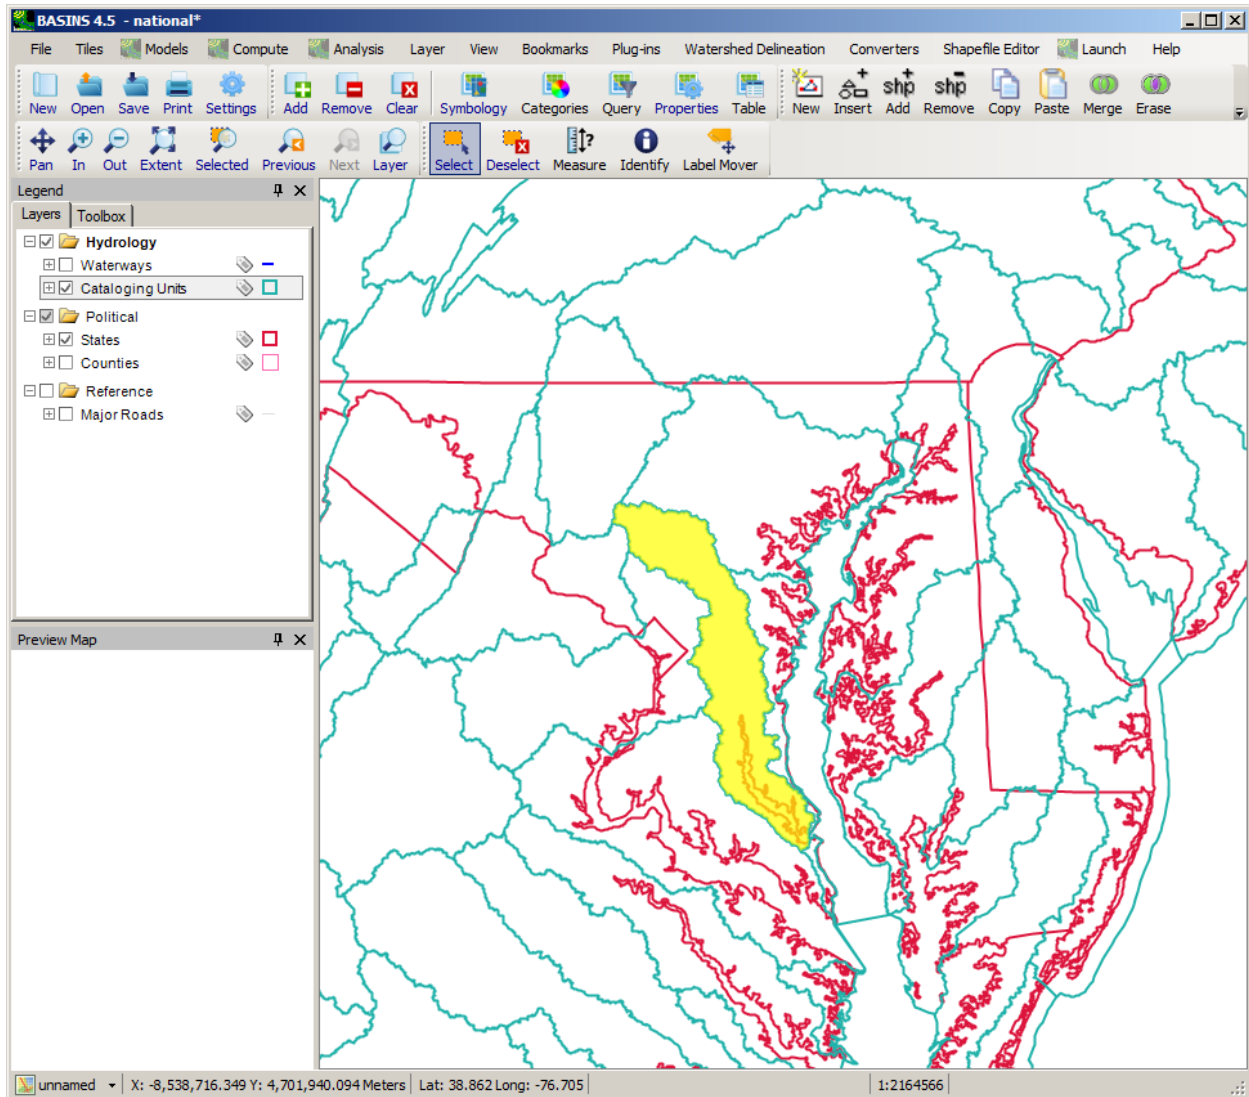 BASINS 4.5 - national*
File Tiles Models Compute Analysis Layer View Bookmarks Plug-ins Watershed Delineation Converters Shapefile Editor Launch Help
New Open Save Print Settings Add Remove Clear Symbology Categories Query Properties Table New Insert Add Remove Copy Paste Merge Erase
Pan In Out Extent Selected Previous Next Layer Select Deselect Measure Identify Label Mover
Legend
Layers Toolbox
Hydrology
Waterways
Cataloging Units
Political
States
Counties
Reference
Major Roads
Preview Map
unnamed X: -8,538,716.349 Y: 4,701,940.094 Meters Lat: 38.862 Long: -76.705 1:2164566